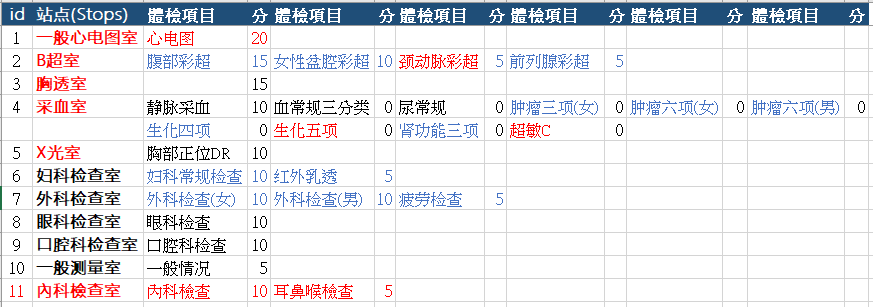 id 站点(Stops) 體檢項目 分 體檢項目 分 體檢項目 分 體檢項目 分 體檢項目 分 體檢項目 分
1 一般心电图室 心电图 20
2 B超室 腹部彩超 15 女性盆腔彩超 10 颈动脉彩超 5 前列腺彩超 5
3 胸透室 15
4 采血室 静脉采血 10 血常规三分类 0 尿常规 0 肿瘤三项(女) 0 肿瘤六项(女) 0 肿瘤六项(男) 0
生化四项 0 生化五项 0 肾功能三项 0 超敏C 0
5 X光室 胸部正位DR 10
6 妇科检查室 妇科常规检查 10 红外乳透 5
7 外科检查室 外科检查(女) 10 外科检查(男) 10 疲劳检查 5
8 眼科检查室 眼科检查 10
9 口腔科检查室 口腔科检查 10
10 一般测量室 一般情况 5
11 內科檢查室 內科檢查 10 耳鼻喉檢查 5